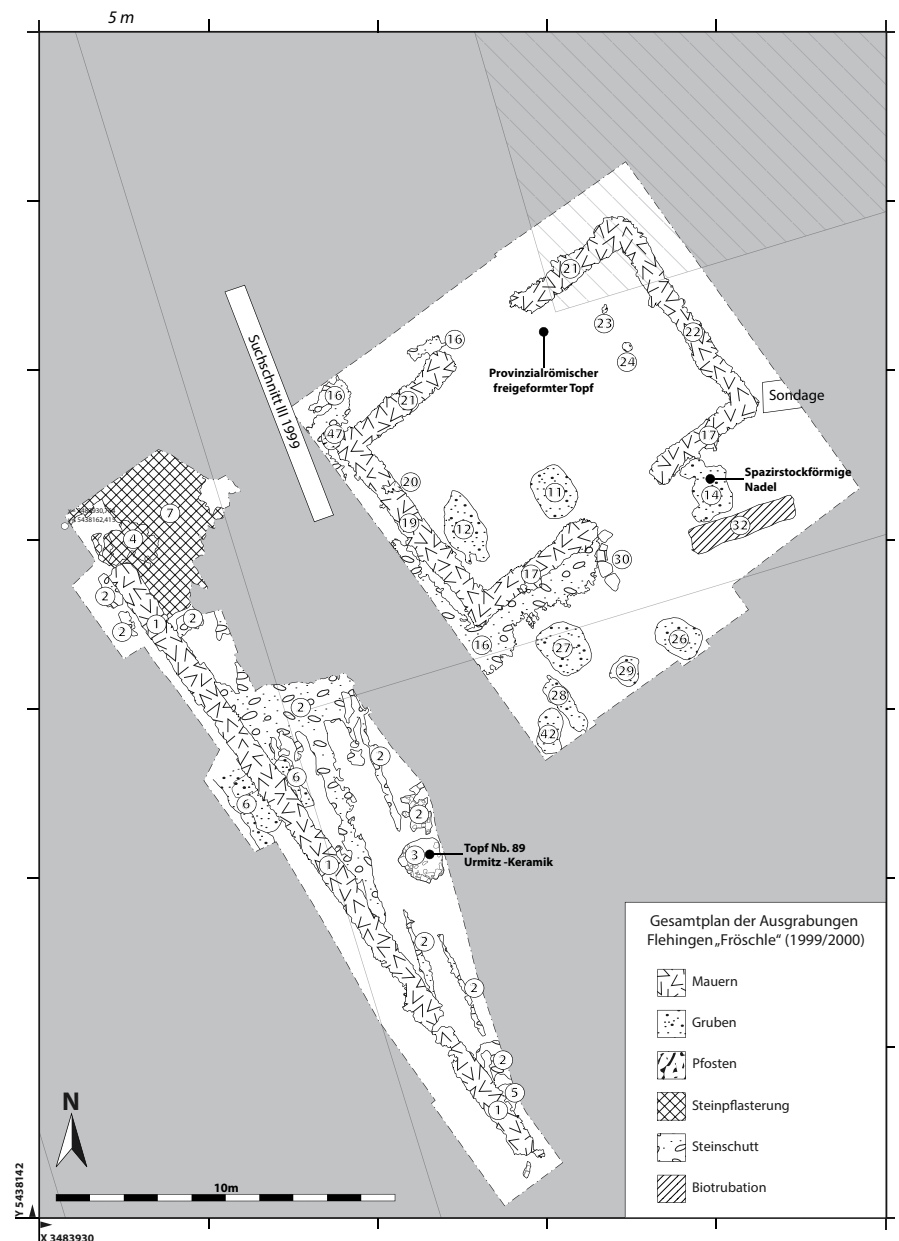 5 m
21
23
22
24
16
Provinzialrömischer
freigeformter Topf
Suchschnitt III 1999
16
21
Sondage
47
17
20
Spazirstockförmige
Nadel
11
14
7
19
12
32
4
30
17
2
1
2
2
16
27
26
29
28
2
42
2
6
6
2
3
Topf Nb. 89
Urmitz -Keramik
1
2
2
2
5
1
Gesamtplan der Ausgrabungen
Flehingen „Fröschle“ (1999/2000)
Mauern
Gruben
Pfosten
Steinpflasterung
Steinschutt
Biotrubation
N
10m
Y 5438142
X 3483930